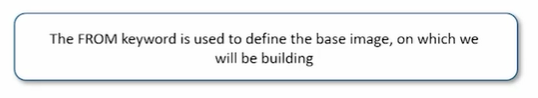 The FROM keyword is used to define the base image, on which we
will be building